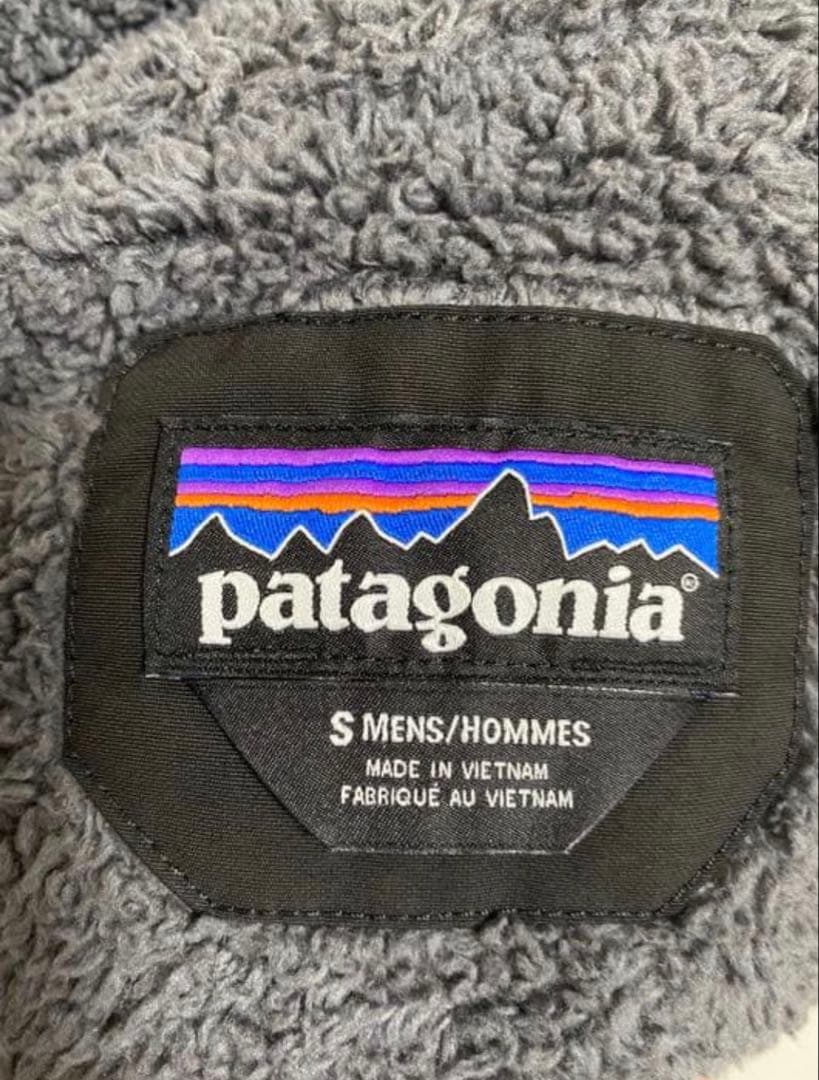 patagonia®
S MENS/HOMMES
MADE IN VIETNAM
FABRIQUÉ AU VIETNAM